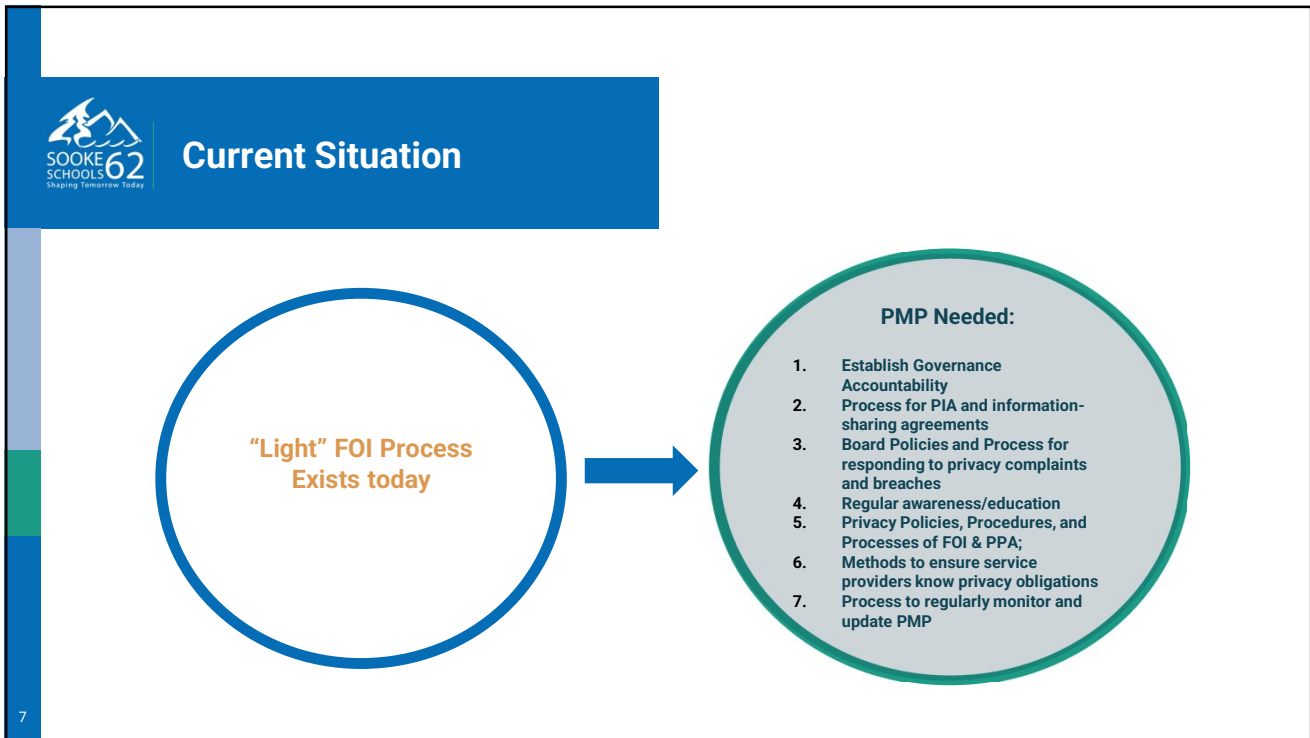 SOOKE
SCHOOLS 62
Shaping Tomorrow Today
Current Situation
“Light” FOI Process
Exists today
PMP Needed:
1. Establish Governance
Accountability
2. Process for PIA and information-
sharing agreements
3. Board Policies and Process for
responding to privacy complaints
and breaches
4. Regular awareness/education
5. Privacy Policies, Procedures, and
Processes of FOI & PPA;
6. Methods to ensure service
providers know privacy obligations
7. Process to regularly monitor and
update PMP
7